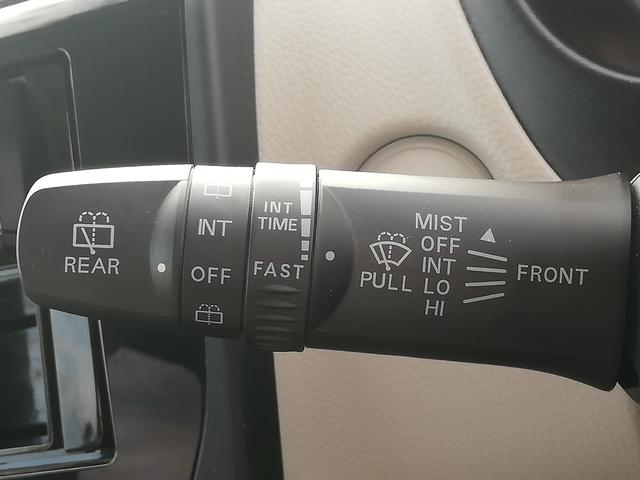 REAR
INT
OFF
INT
TIME
FAST
MIST
OFF
INT
LO
HI
PULL
FRONT